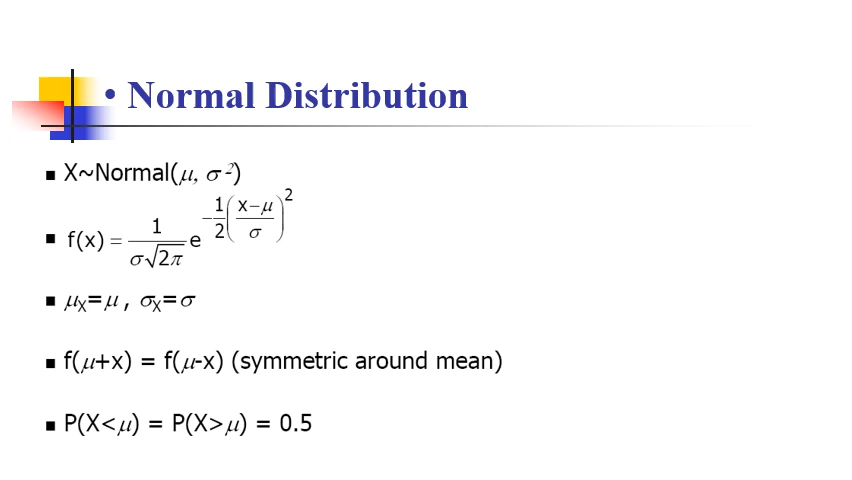 • Normal Distribution
▪ X~Normal(μ, σ²)
▪ f(x) = 1/(σ√2π) e^(−1/2((x−μ)/σ)²)
▪ μX=μ , σX=σ
▪ f(μ+x) = f(μ-x) (symmetric around mean)
▪ P(X<μ) = P(X>μ) = 0.5